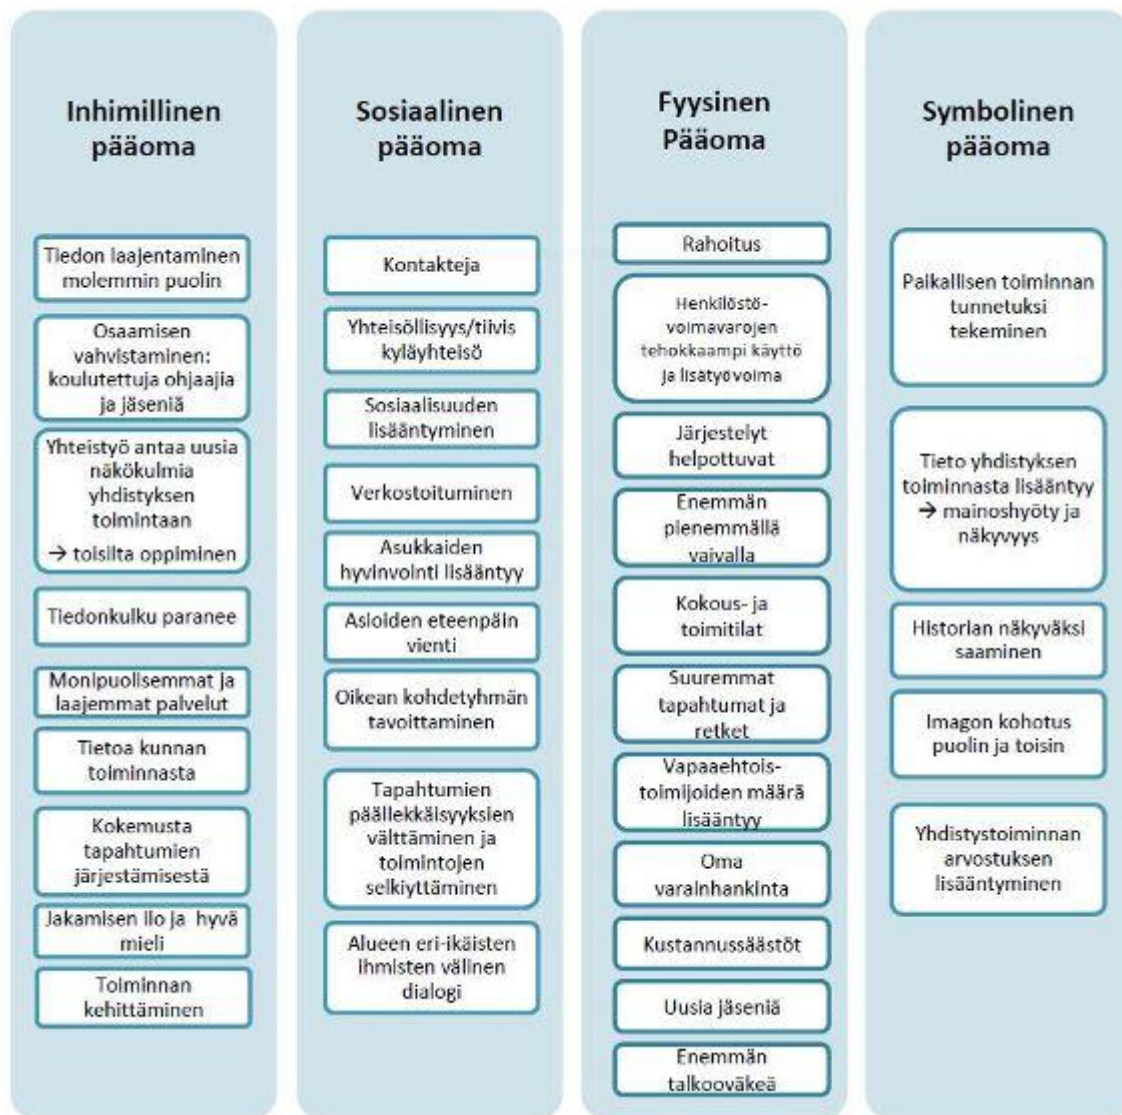 Inhimillinen
pääoma
Tiedon laajentaminen
molemmin puolin
Osaamisen
vahvistaminen:
koulutettuja ohjaajia
ja jäseniä
Yhteistyö antaa uusia
näkökulmia
yhdistyksen
toimintaan
→ toisilta oppiminen
Tiedonkulku paranee
Monipuolisemmat ja
laajemmat palvelut
Tietoa kunnan
toiminnasta
Kokemusta
tapahtumien
järjestämisestä
Jakamisen ilo ja hyvä
mieli
Toiminnan
kehittäminen
Sosiaalinen
pääoma
Kontakteja
Yhteisöllisyys/tiivis
kyläyhteisö
Sosiaalisuuden
lisääntyminen
Verkostoituminen
Asukkaiden
hyvinvointi lisääntyy
Asioiden eteenpäin
vienti
Oikean kohdetyhmän
tavoittaminen
Tapahtumien
päällekkäisyyksien
välttäminen ja
toimintojen
selkiyttäminen
Alueen eri-ikäisten
ihmisten välinen
dialogi
Fyysinen
Pääoma
Rahoitus
Henkilöstö-
voimavarojen
tehokkaampi käyttö
ja lisätyövoima
Järjestelyt
helpottuvat
Enemmän
pienemmällä
vaivalla
Kokous- ja
toimitilat
Suuremmat
tapahtumat ja
retket
Vapaaehtois-
toimijoiden määrä
lisääntyy
Oma
varainhankinta
Kustannussäästöt
Uusia jäseniä
Enemmän
talkooväkeä
Symbolinen
pääoma
Paikallisen toiminnan
tunnetuksi
tekeminen
Tieto yhdistyksen
toiminnasta lisääntyy
→ mainoshyöty ja
näkyvyys
Historian näkyväksi
saaminen
Imagon kohotus
puolin ja toisin
Yhdistystoiminnan
arvostuksen
lisääntyminen